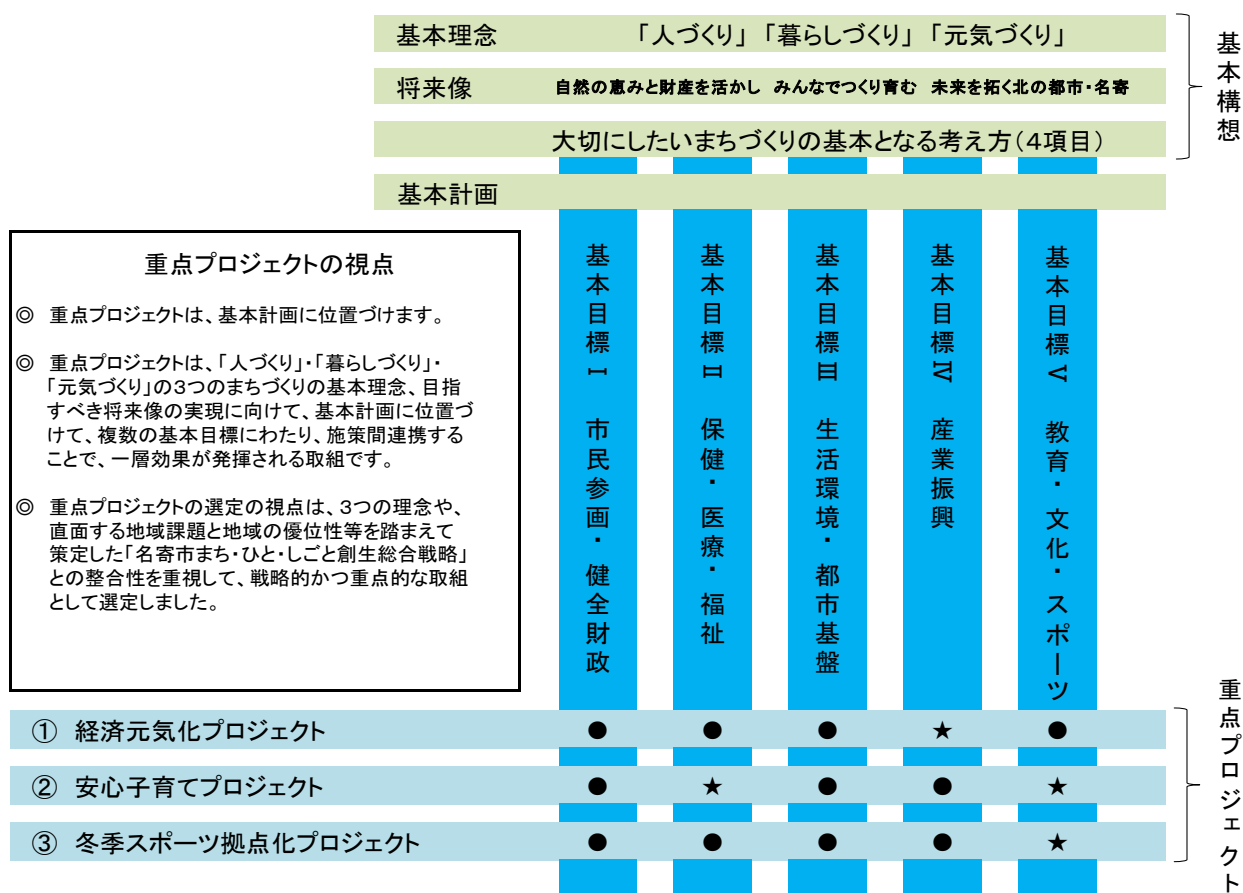 基本理念 「人づくり」「暮らしづくり」「元気づくり」
将来像 自然の恵みと財産を活かし みんなでつくり育む 未来を拓く北の都市・名寄
大切にしたいまちづくりの基本となる考え方(4項目)
基本構想
基本計画
重点プロジェクトの視点
◎ 重点プロジェクトは、基本計画に位置づけます。
◎ 重点プロジェクトは、「人づくり」・「暮らしづくり」・
「元気づくり」の3つのまちづくりの基本理念、目指
すべき将来像の実現に向けて、基本計画に位置づ
けて、複数の基本目標にわたり、施策間連携する
ことで、一層効果が発揮される取組です。
◎ 重点プロジェクトの選定の視点は、3つの理念や、
直面する地域課題と地域の優位性等を踏まえて
策定した「名寄市まち・ひと・しごと創生総合戦略」
との整合性を重視して、戦略的かつ重点的な取組
として選定しました。
基本目標Ⅰ 市民参画・健全財政
基本目標Ⅱ 保健・医療・福祉
基本目標Ⅲ 生活環境・都市基盤
基本目標Ⅳ 産業振興
基本目標Ⅴ 教育・文化・スポーツ
① 経済元気化プロジェクト ● ● ● ★ ●
② 安心子育てプロジェクト ● ★ ● ● ★
③ 冬季スポーツ拠点化プロジェクト ● ● ● ● ★
重点プロジェクト